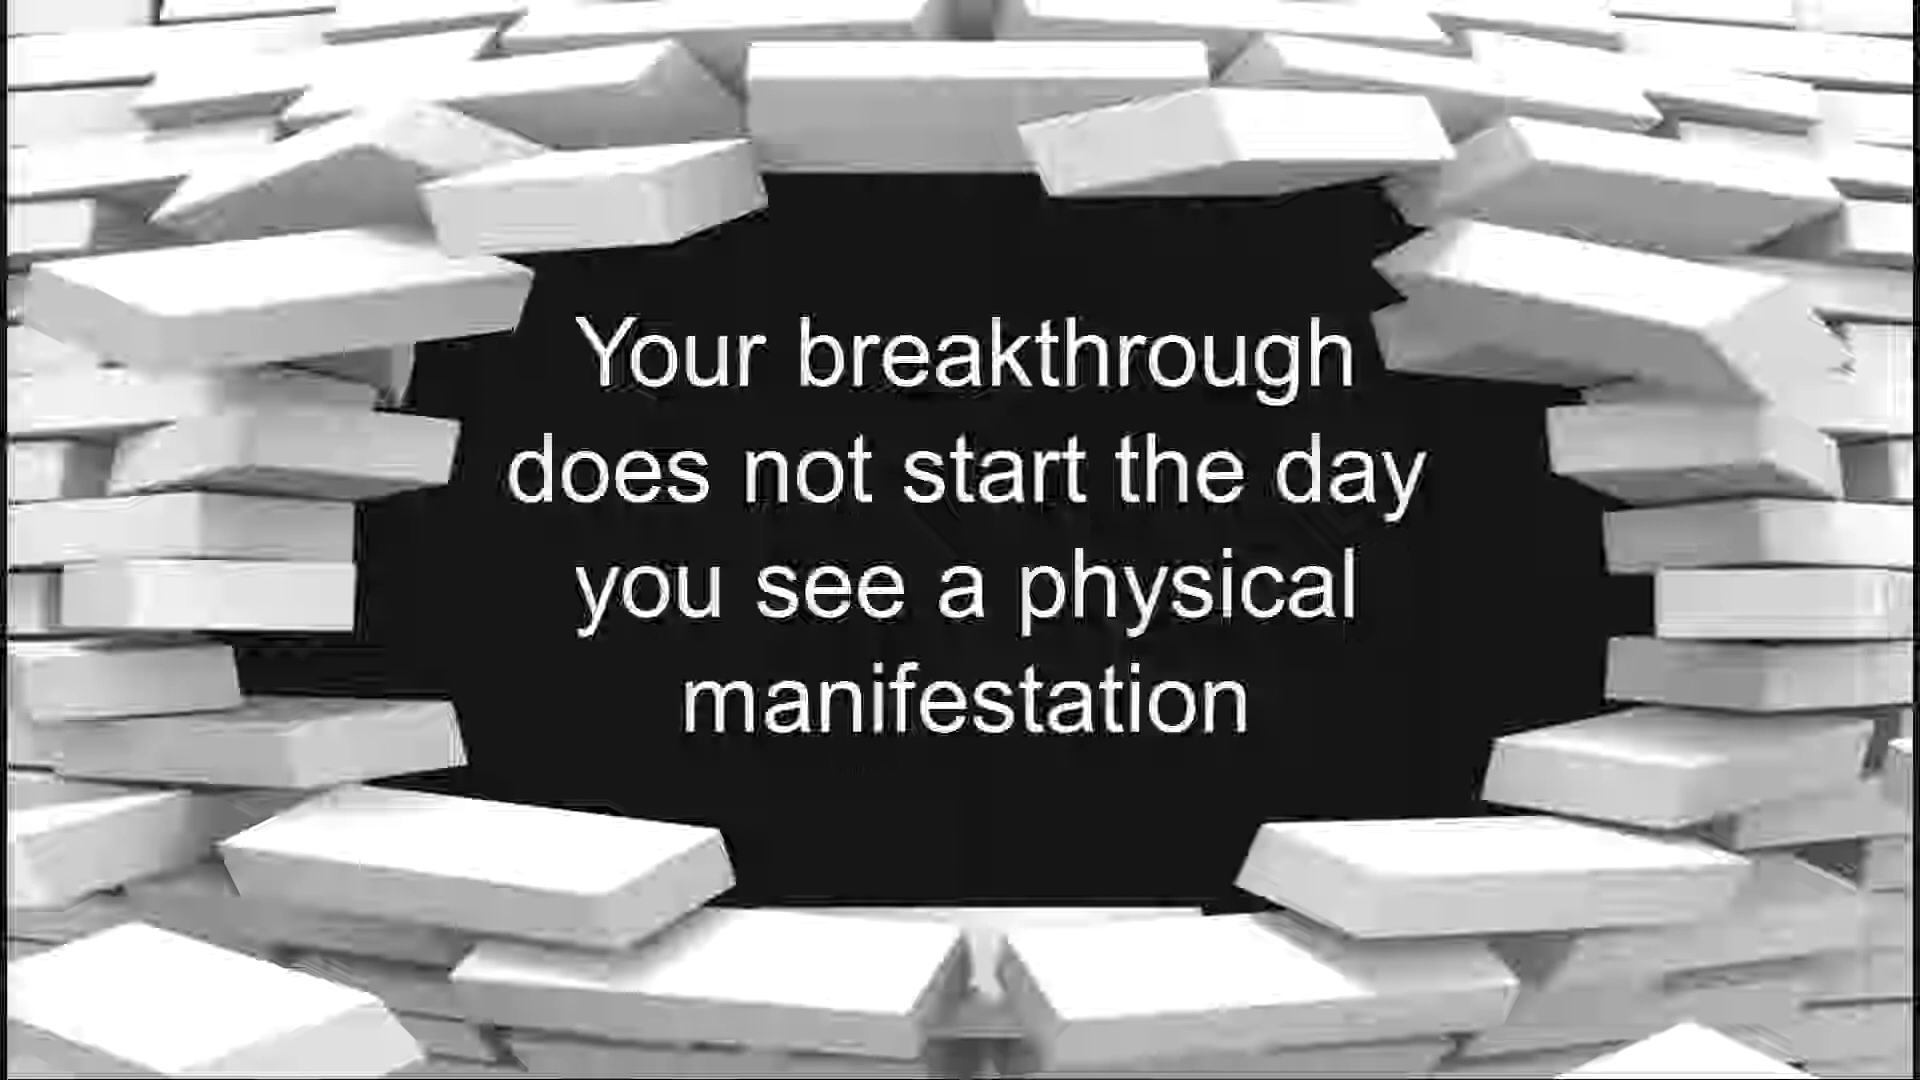 Your breakthrough
does not start the day
you see a physical
manifestation